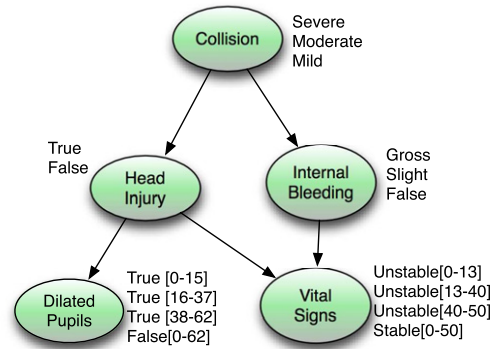 Collision
Severe
Moderate
Mild
True
False
Head
Injury
Internal
Bleeding
Gross
Slight
False
Dilated
Pupils
True [0-15]
True [16-37]
True [38-62]
False[0-62]
Vital
Signs
Unstable[0-13]
Unstable[13-40]
Unstable[40-50]
Stable[0-50]